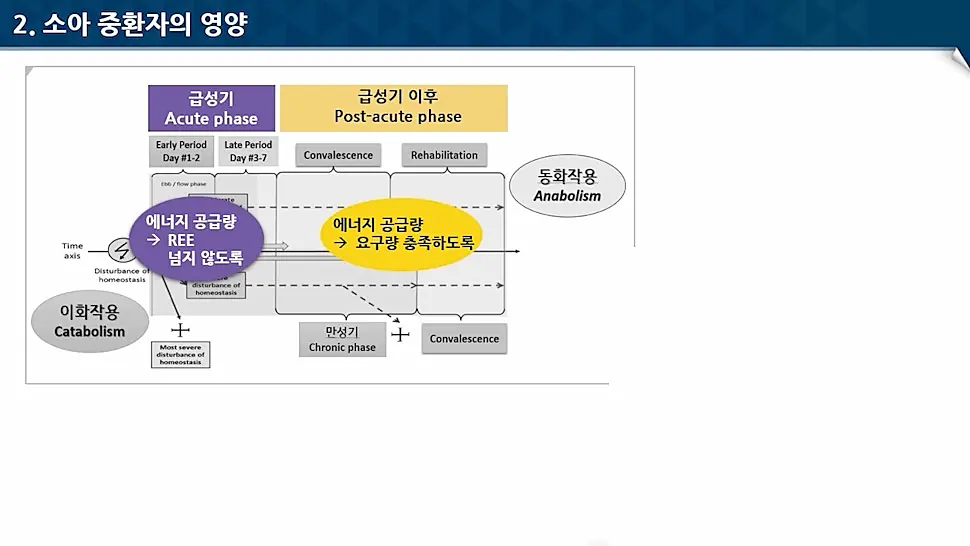 2. 소아 중환자의 영양
급성기
Acute phase
급성기 이후
Post-acute phase
Early Period
Day #1-2
Late Period
Day #3-7
Convalescence
Rehabilitation
동화작용
Anabolism
Ebb / flow phase
에너지 공급량
→ REE
넘지 않도록
에너지 공급량
→ 요구량 충족하도록
Time
axis
Disturbance of
homeostasis
disturbance of
homeostasis
이화작용
Catabolism
Most severe
disturbance of
homeostasis
만성기
Chronic phase
Convalescence